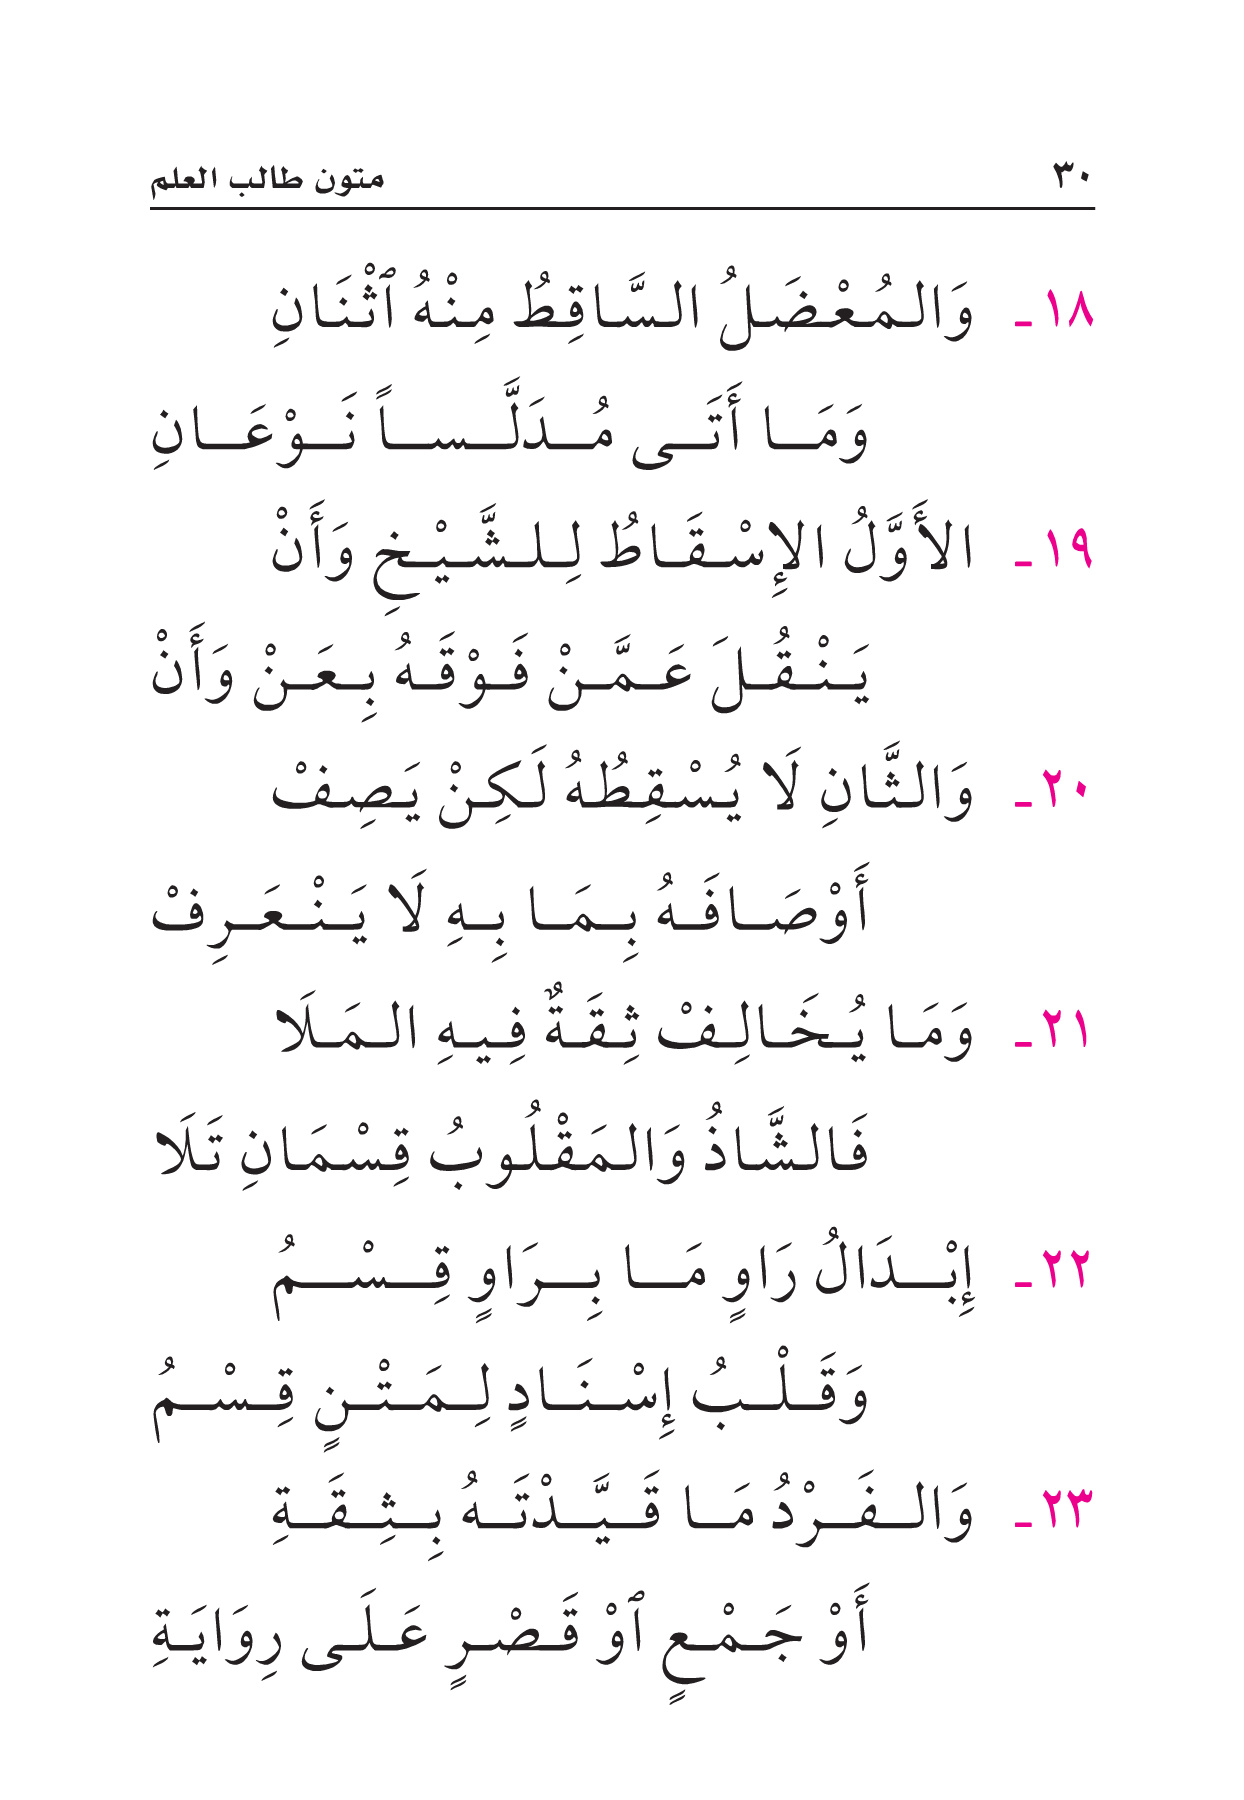 ٣٠ متون طالب العلم
١٨ـ وَالمُعْضَلُ السَّاقِطُ مِنْهُ ٱثْنَانِ
وَمَا أَتَى مُدَلَّساً نَوْعَانِ
١٩ـ الأَوَّلُ الإِسْقَاطُ لِلشَّيْخِ وَأَنْ
يَنْقُلَ عَمَّنْ فَوْقَهُ بِعَنْ وَأَنْ
٢٠ـ وَالثَّانِ لَا يُسْقِطُهُ لَكِنْ يَصِفْ
أَوْصَافَهُ بِمَا بِهِ لَا يَنْعَرِفْ
٢١ـ وَمَا يُخَالِفْ ثِقَةٌ فِيهِ المَلَا
فَالشَّاذُ وَالمَقْلُوبُ قِسْمَانِ تَلَا
٢٢ـ إِبْدَالُ رَاوٍ مَا بِرَاوٍ قِسْمُ
وَقَلْبُ إِسْنَادٍ لِمَتْنٍ قِسْمُ
٢٣ـ وَالفَرْدُ مَا قَيَّدْتَهُ بِثِقَةِ
أَوْ جَمْعٍ ٱوْ قَصْرٍ عَلَى رِوَايَةِ